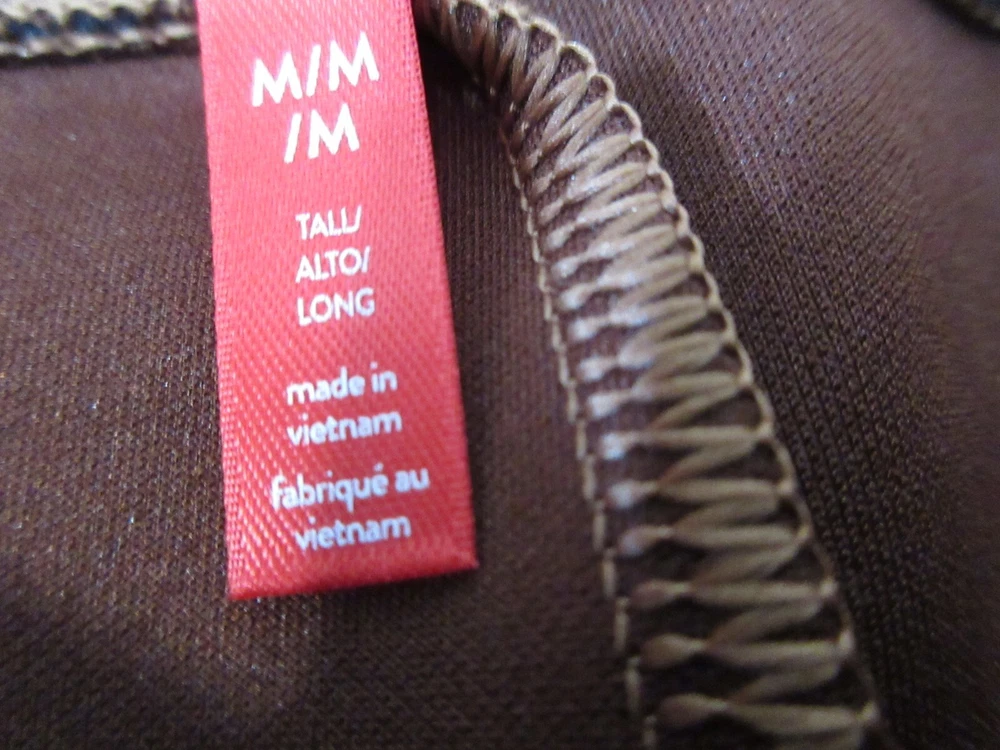 M/M
/M
TALL/
ALTO/
LONG
made in
vietnam
fabriqué au
vietnam